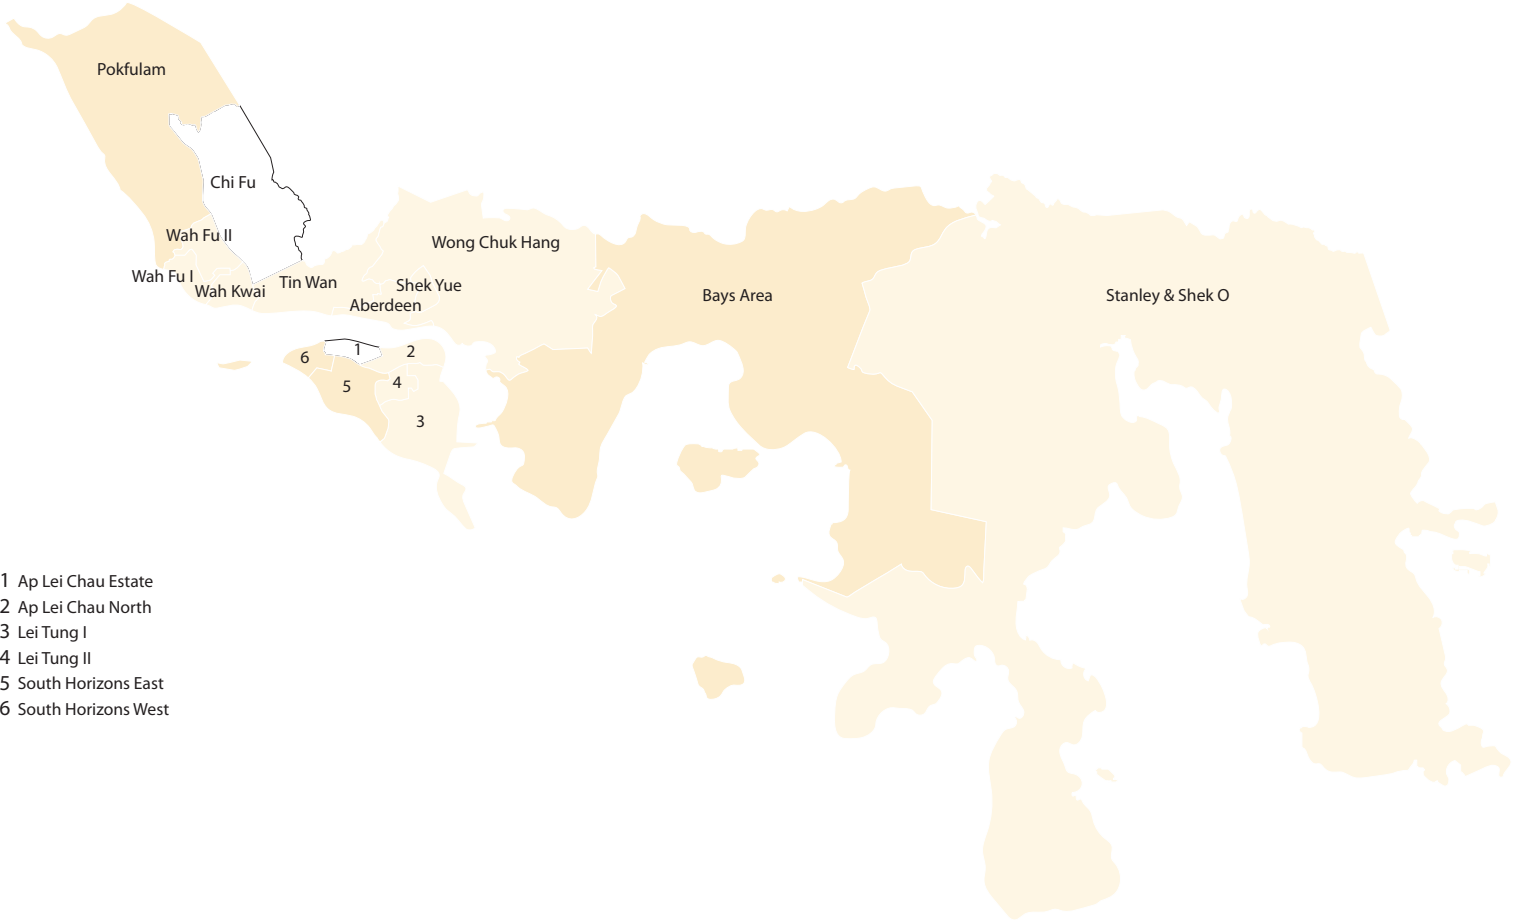 Pokfulam
Chi Fu
Wah Fu II
Wong Chuk Hang
Wah Fu I
Wah Kwai
Tin Wan
Shek Yue
Aberdeen
Bays Area
Stanley & Shek O
1
2
6
5
4
3
1 Ap Lei Chau Estate
2 Ap Lei Chau North
3 Lei Tung I
4 Lei Tung II
5 South Horizons East
6 South Horizons West